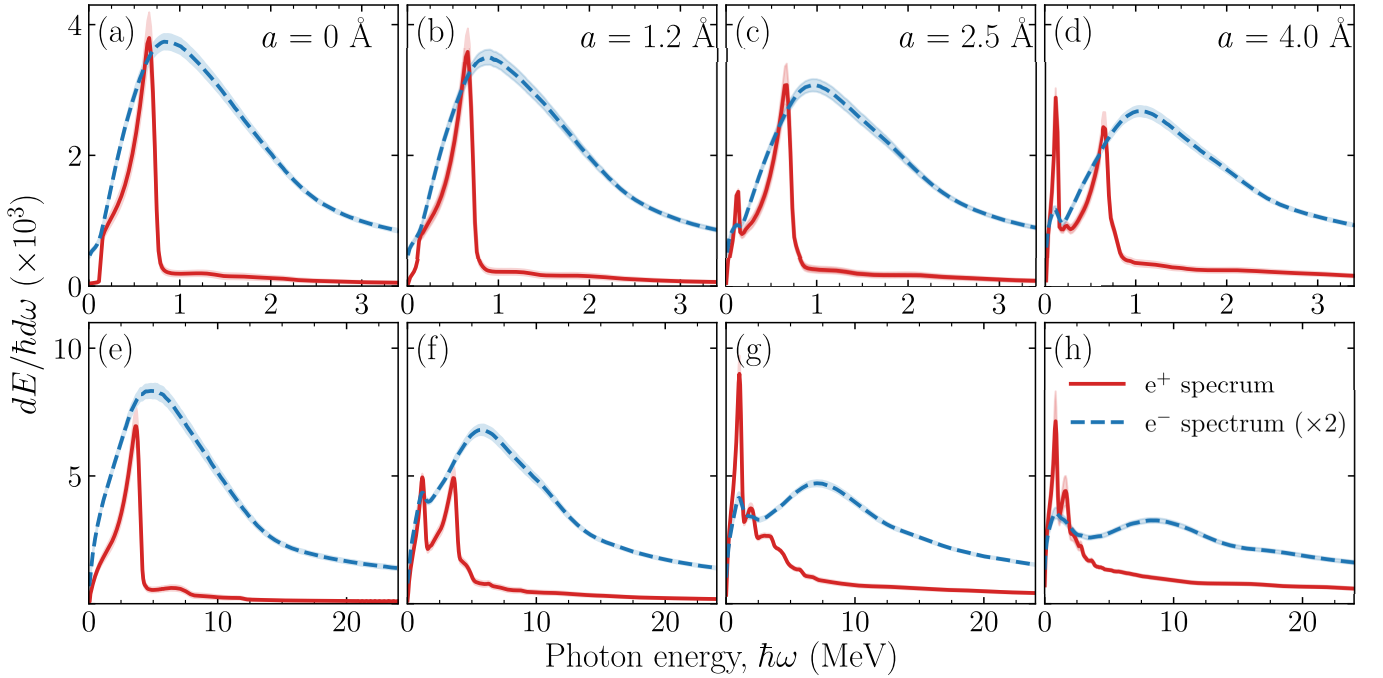 (a) a = 0 Å
(b) a = 1.2 Å
(c) a = 2.5 Å
(d) a = 4.0 Å
4
2
0
0 1 2 3
0 1 2 3
0 1 2 3
0 1 2 3
dE/ℏdω (×10³)
(e)
(f)
(g)
(h)
e⁺ specrum
e⁻ spectrum (×2)
10
5
0 10 20
0 10 20
0 10 20
0 10 20
Photon energy, ℏω (MeV)